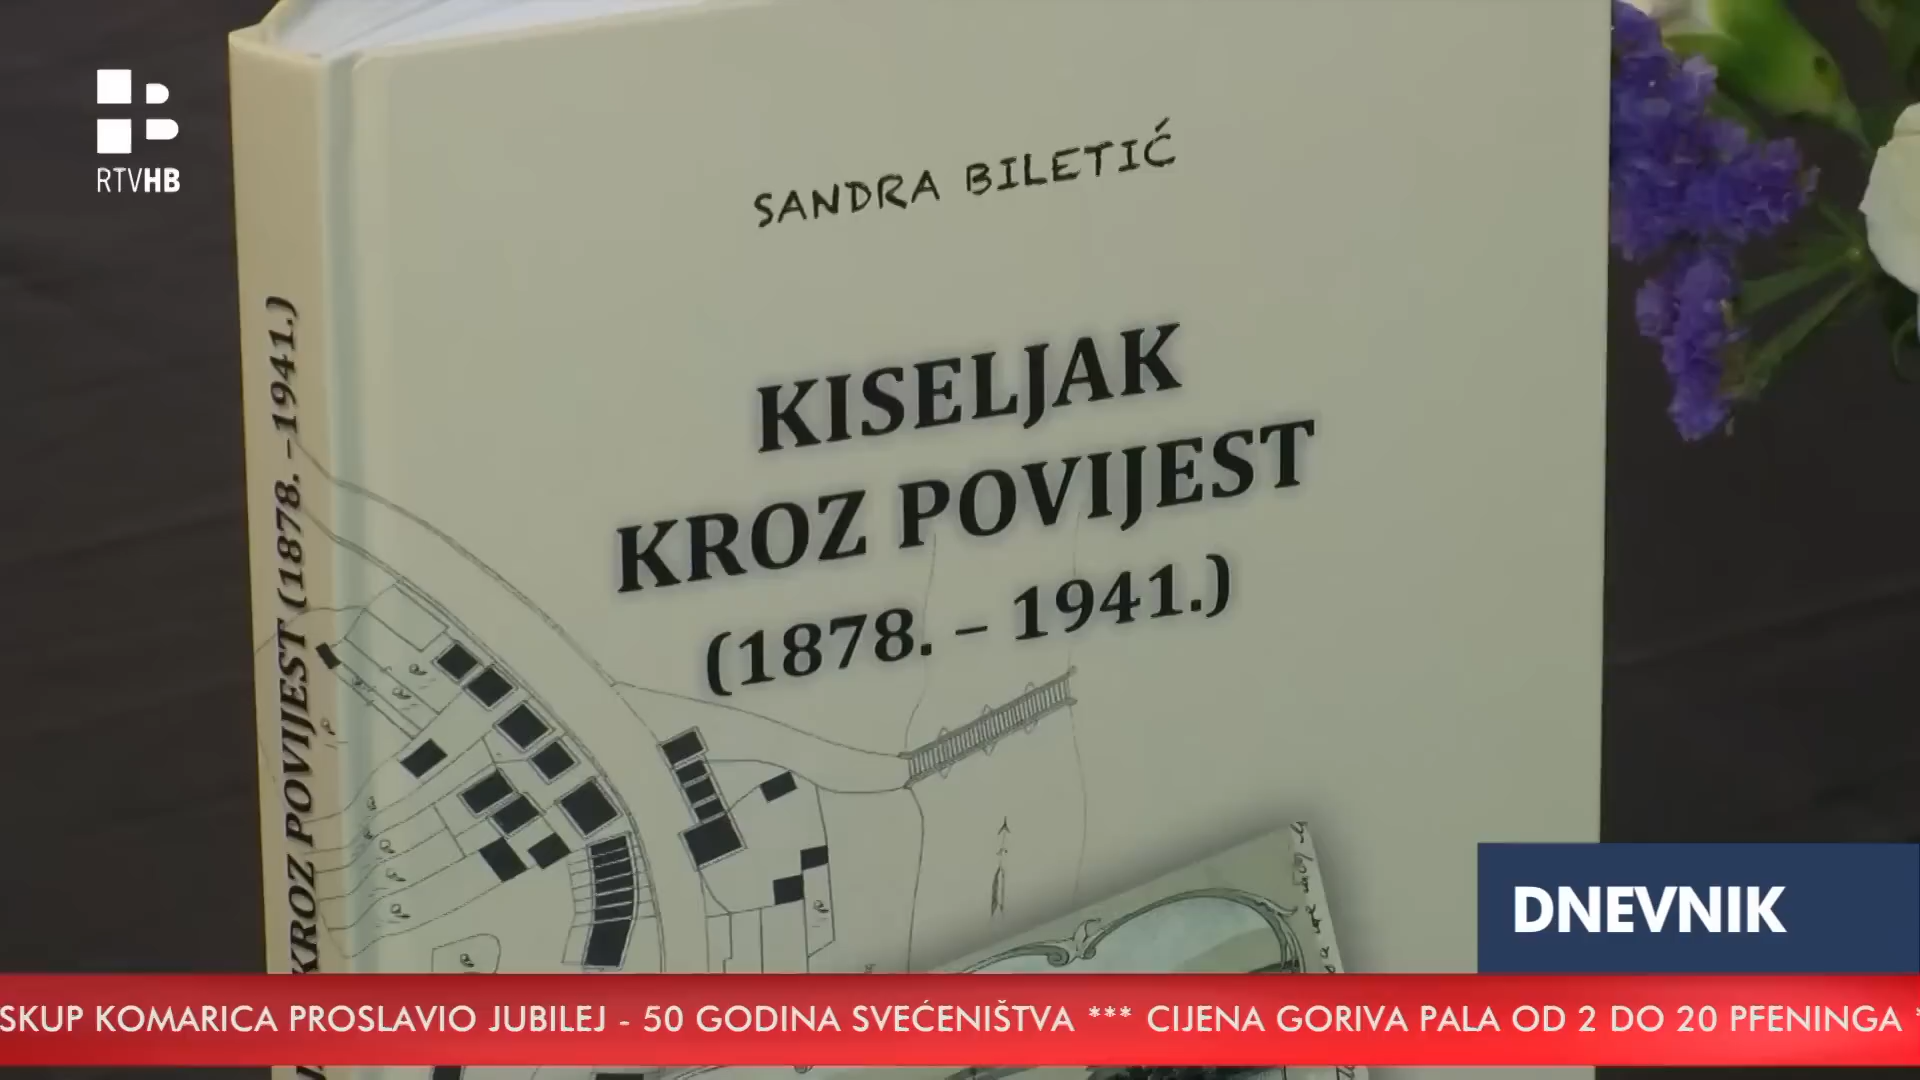 RTVHB
SANDRA BILETIĆ
KISELJAK
KROZ POVIJEST
(1878. – 1941.)
KROZ POVIJEST (1878. –1941.)
DNEVNIK
SKUP KOMARICA PROSLAVIO JUBILEJ - 50 GODINA SVEĆENIŠTVA *** CIJENA GORIVA PALA OD 2 DO 20 PFENINGA *